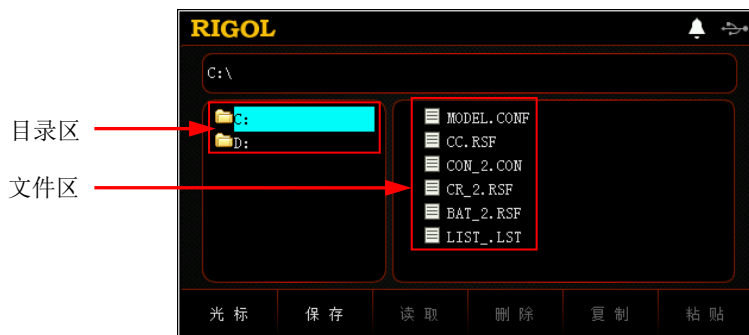 RIGOL
C:\
目录区
文件区
C:
D:
MODEL.CONF
CC.RSF
CON_2.CON
CR_2.RSF
BAT_2.RSF
LIST_.LST
光标 保存 读取 删除 复制 粘贴